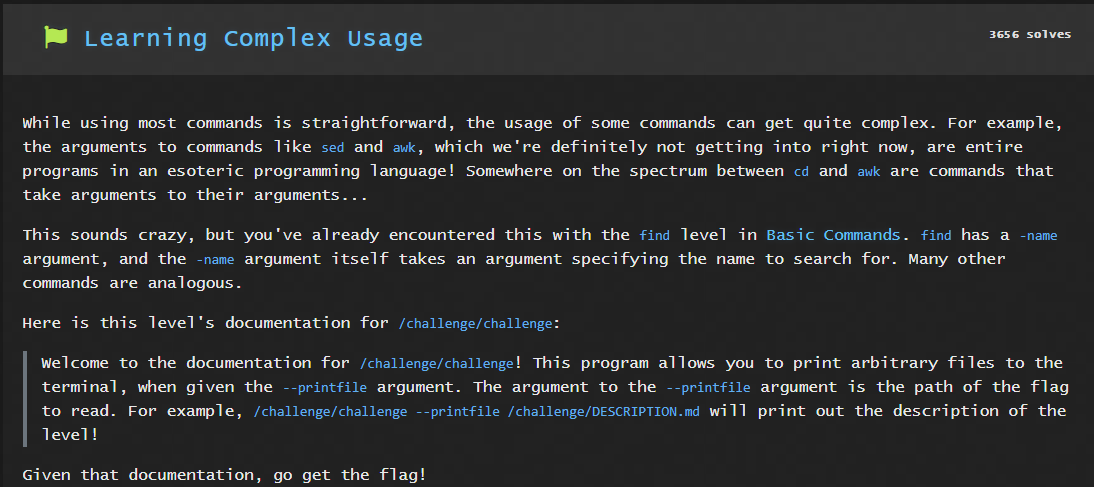 Learning Complex Usage
3656 solves
While using most commands is straightforward, the usage of some commands can get quite complex. For example,
the arguments to commands like sed and awk, which we're definitely not getting into right now, are entire
programs in an esoteric programming language! Somewhere on the spectrum between cd and awk are commands that
take arguments to their arguments...
This sounds crazy, but you've already encountered this with the find level in Basic Commands. find has a -name
argument, and the -name argument itself takes an argument specifying the name to search for. Many other
commands are analogous.
Here is this level's documentation for /challenge/challenge:
Welcome to the documentation for /challenge/challenge! This program allows you to print arbitrary files to the
terminal, when given the --printfile argument. The argument to the --printfile argument is the path of the flag
to read. For example, /challenge/challenge --printfile /challenge/DESCRIPTION.md will print out the description of the
level!
Given that documentation, go get the flag!